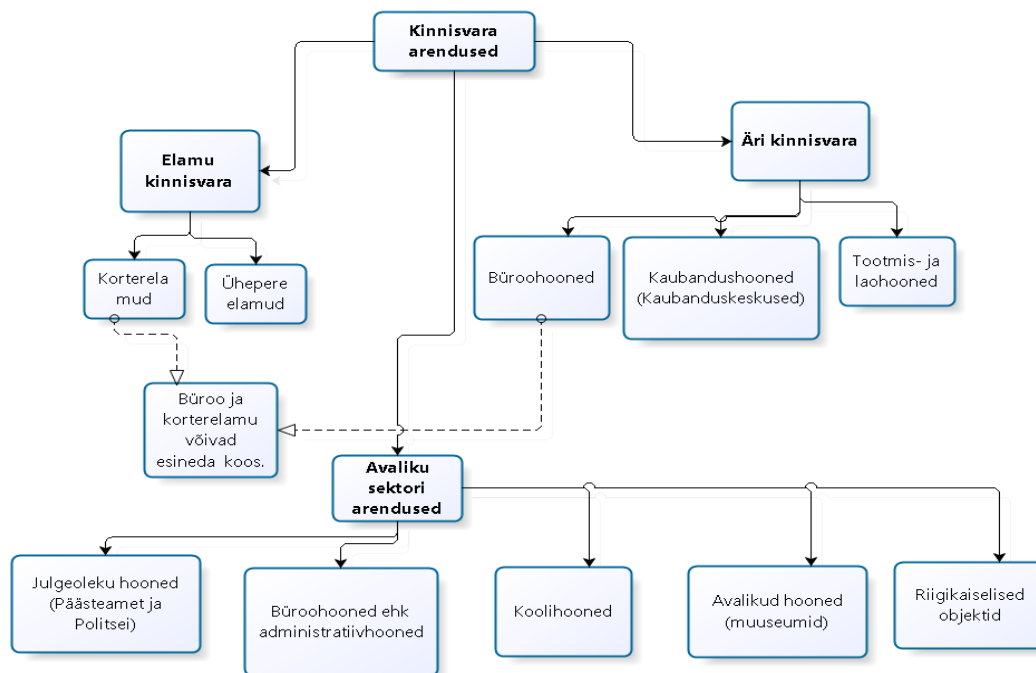 Kinnisvara
arendused
Elamu
kinnisvara
Äri kinnisvara
Korterela
mud
Ühepere
elamud
Büroohooned
Kaubandushooned
(Kaubanduskeskused)
Tootmis- ja
laohooned
Büroo ja
korterelamu
võivad
esineda koos.
Avaliku
sektori
arendused
Julgeoleku hooned
(Päästeamet ja
Politsei)
Büroohooned ehk
administratiivhooned
Koolihooned
Avalikud hooned
(muuseumid)
Riigikaiselised
objektid